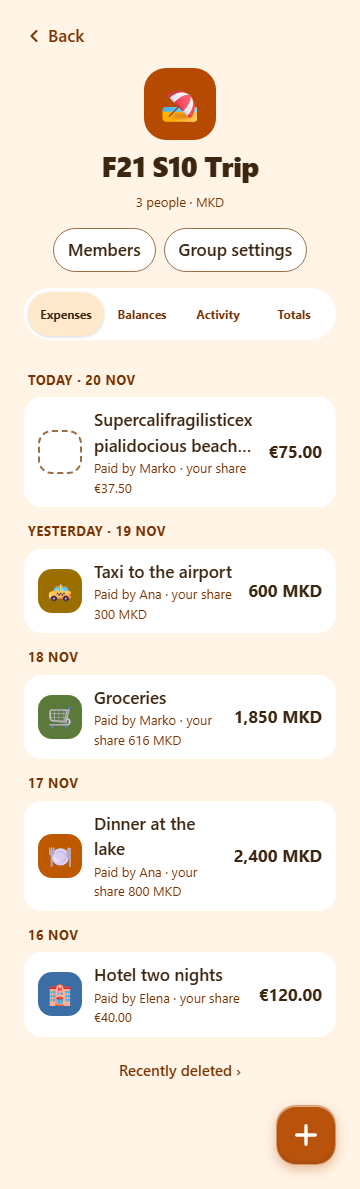 Back
F21 S10 Trip
3 people · MKD
Members
Group settings
Expenses
Balances
Activity
Totals
TODAY · 20 NOV
Supercalifragilisticex
pialidocious beach...
€75.00
Paid by Marko · your share
€37.50
YESTERDAY · 19 NOV
Taxi to the airport
600 MKD
Paid by Ana · your share
300 MKD
18 NOV
Groceries
1,850 MKD
Paid by Marko · your
share 616 MKD
17 NOV
Dinner at the
lake
2,400 MKD
Paid by Ana · your
share 800 MKD
16 NOV
Hotel two nights
€120.00
Paid by Elena · your share
€40.00
Recently deleted ›